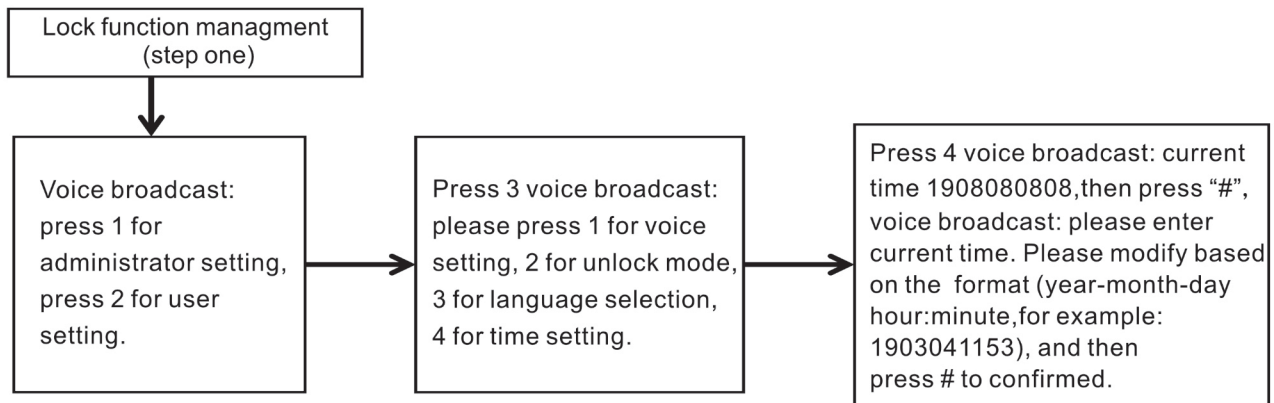 Lock function managment
(step one)
Voice broadcast:
press 1 for
administrator setting,
press 2 for user
setting.
Press 3 voice broadcast:
please press 1 for voice
setting, 2 for unlock mode,
3 for language selection,
4 for time setting.
Press 4 voice broadcast: current
time 1908080808,then press “#”,
voice broadcast: please enter
current time. Please modify based
on the format (year-month-day
hour:minute,for example:
1903041153), and then
press # to confirmed.